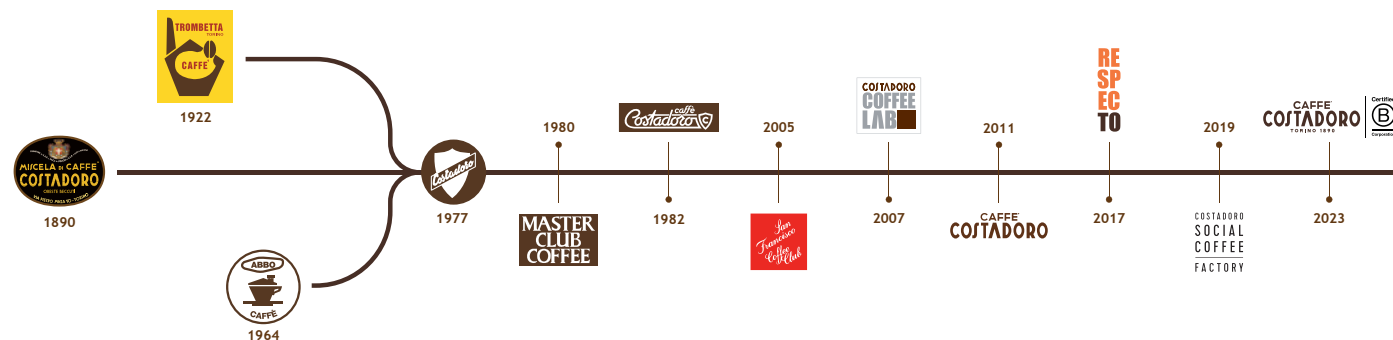 TROMBETTA
TORINO
CAFFÈ
1922
MISCELA DI CAFFÈ
COSTADORO
1890
ABBO
CAFFÈ
1964
Costadoro
1977
1980
MASTER
CLUB
COFFEE
caffè
Costadoro C
1982
2005
San
Francisco
Coffee
Club
COSTADORO
COFFEE
LAB
2007
2011
CAFFE'
COSTADORO
RE
SP
EC
TO
2017
2019
COSTADORO
SOCIAL
COFFEE
FACTORY
CAFFE'
COSTADORO
TORINO 1890
Certified
B
Corporation
2023